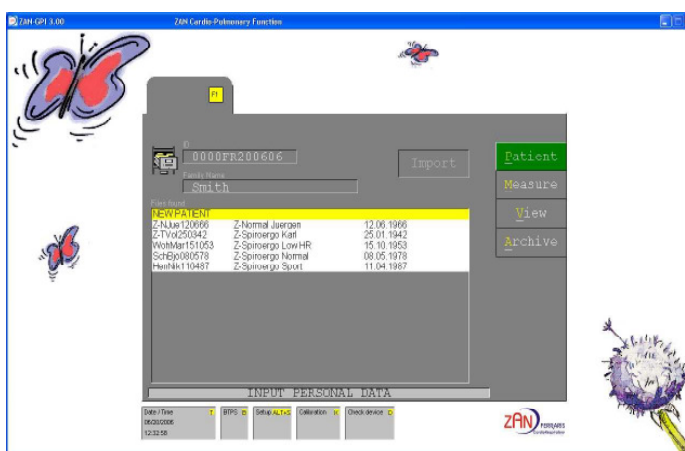 ZAN-GPI 3.00 ZAN Cardio-Pulmonary Function
F1
ID
0000FR200606
Import
Family Name
Smith
Files found
NEW PATIENT
Z-NJue120666 Z-Normal Juergen 12.06.1966
Z-TVol250342 Z-Spiroergo Karl 25.01.1942
WohMar151053 Z-Spiroergo Low HR 15.10.1953
SchBjo080578 Z-Spiroergo Normal 08.05.1978
HenNik110487 Z-Spiroergo Sport 11.04.1987
Patient
Measure
View
Archive
INPUT PERSONAL DATA
Date / Time T
06/20/2006
12:32:58
BTPS B
Setup ALT+S
Calibration K
Check device C
ZAN FERRARIS
CardioRespiratory